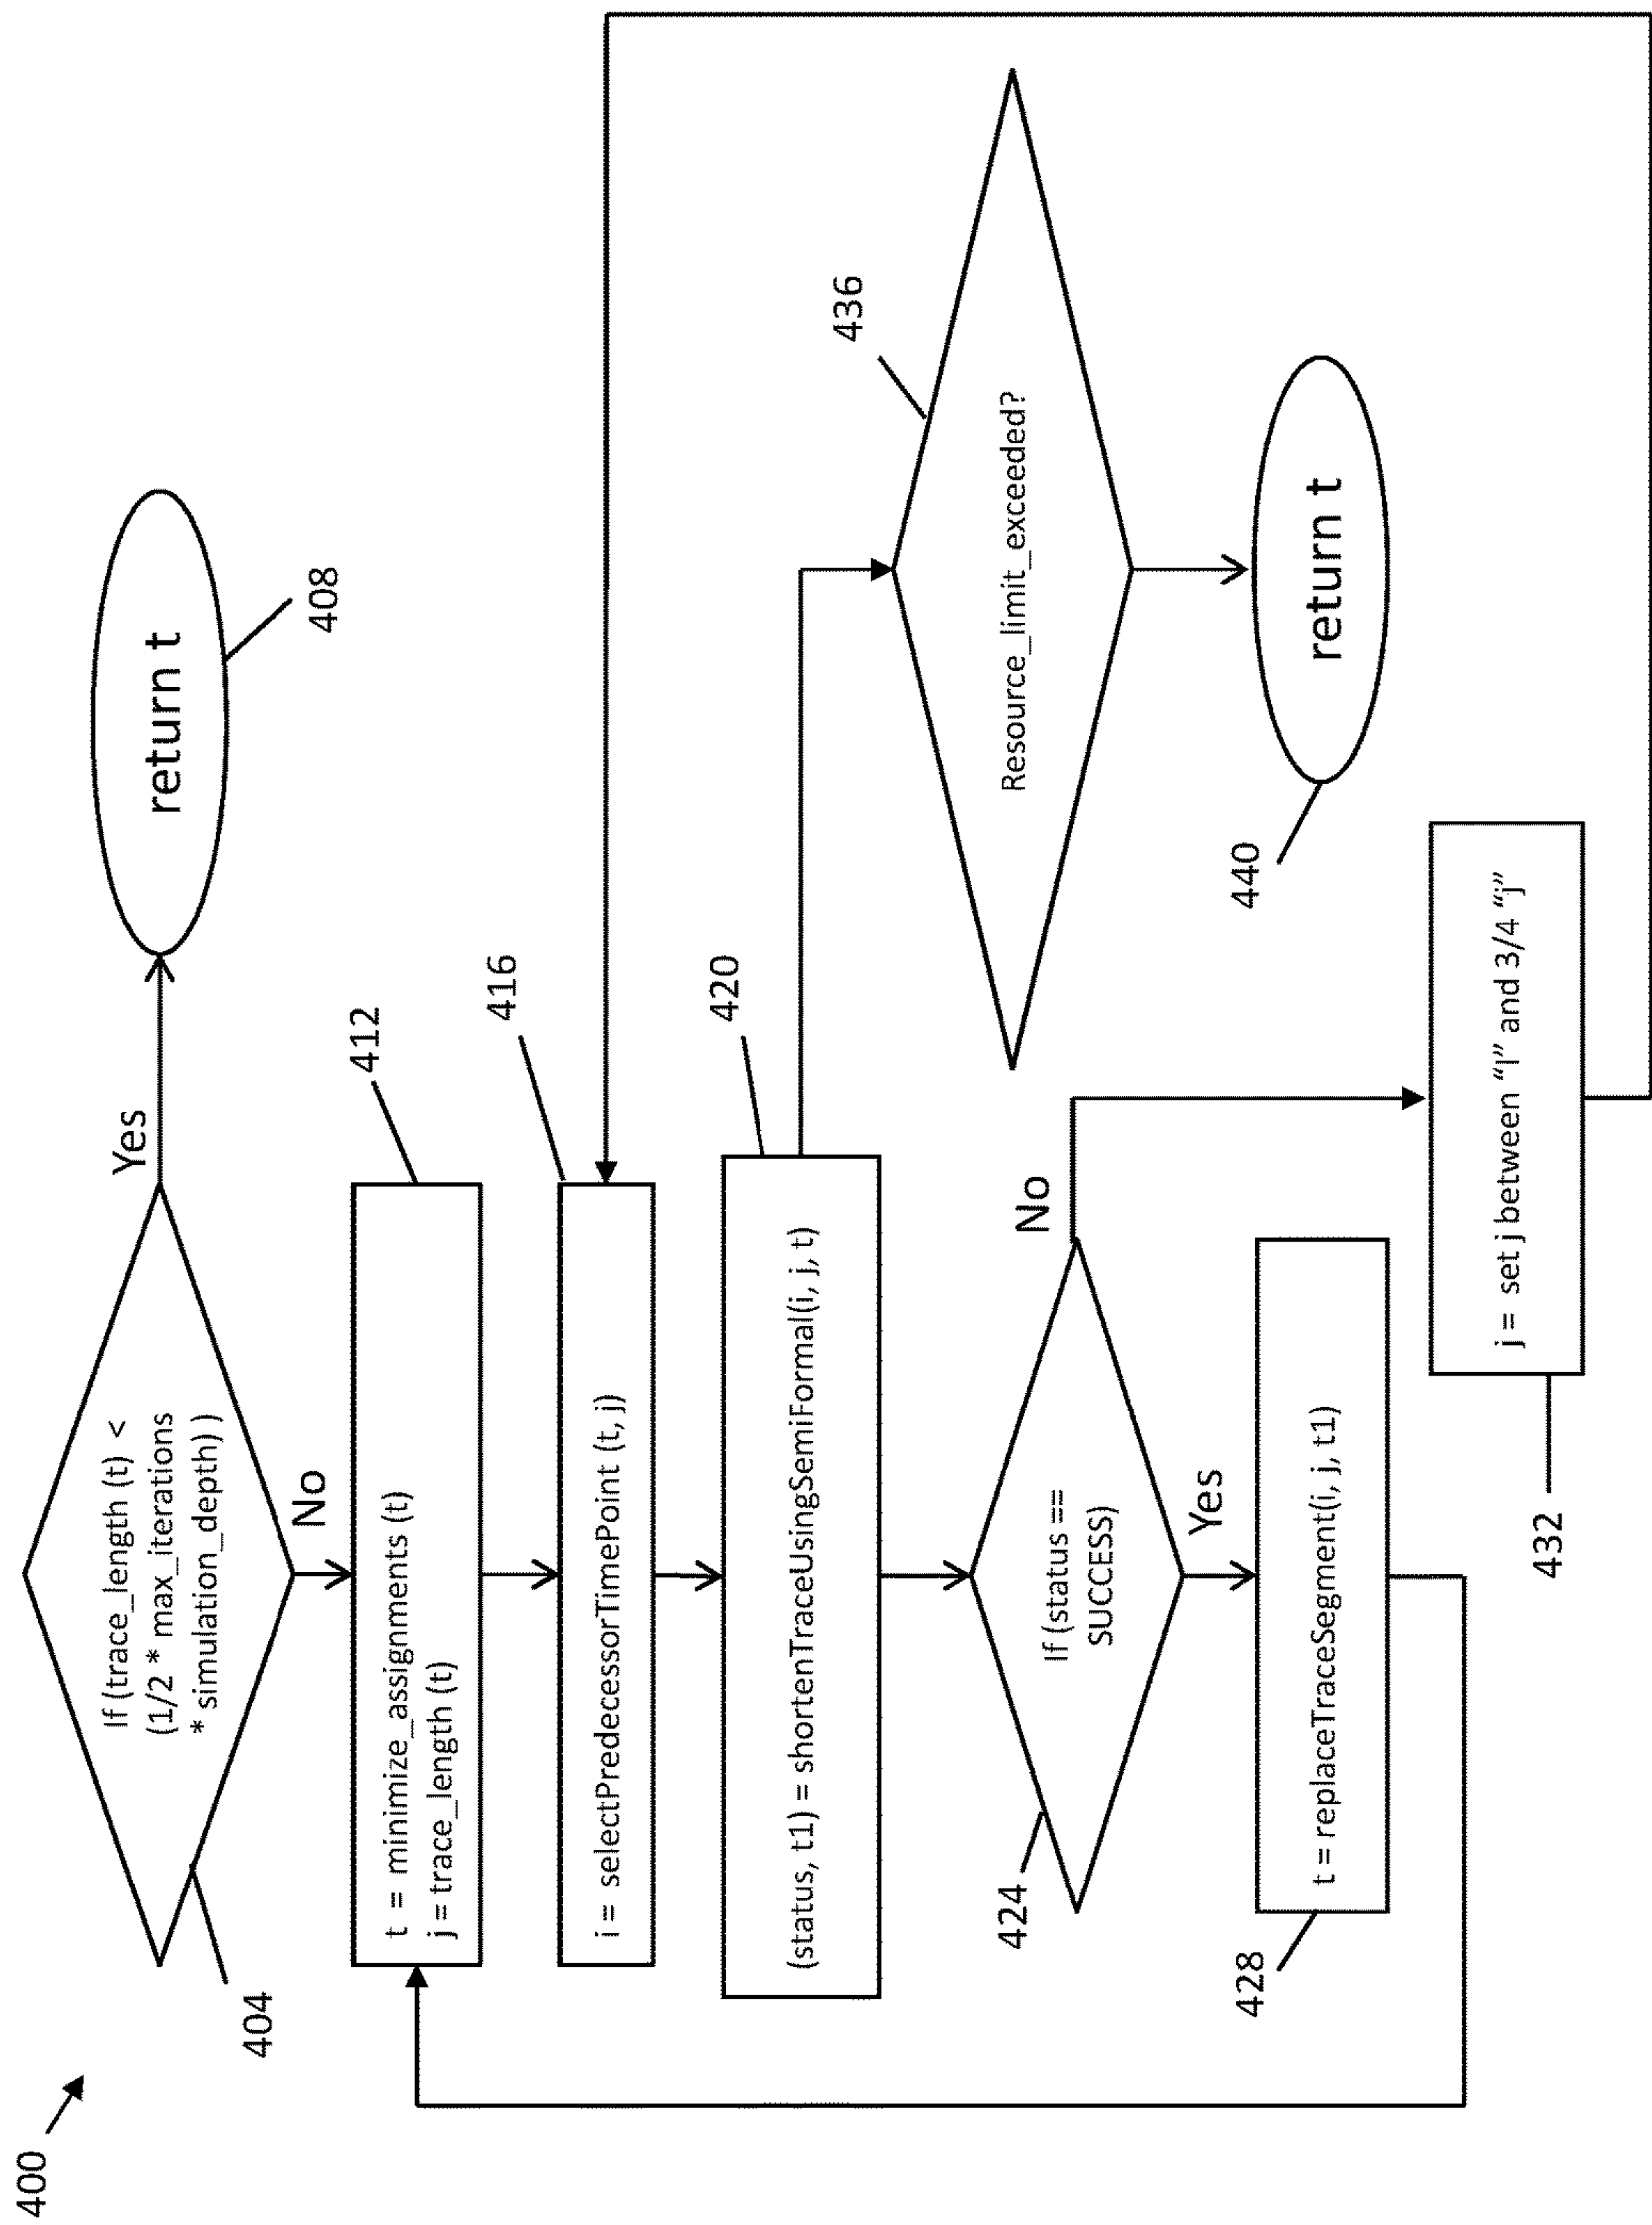 400
If (trace_length (t) <
(1/2 * max_iterations
* simulation_depth) )
404
Yes
return t
408
No
t = minimize_assignments (t)
j = trace_length (t)
412
i = selectPredecessorTimePoint (t, j)
416
(status, t1) = shortenTraceUsingSemiFormal(i, j, t)
420
If (status ==
SUCCESS)
424
No
Yes
t = replaceTraceSegment(i, j, t1)
428
j = set j between “I” and 3/4 “j”
432
Resource_limit_exceeded?
436
return t
440